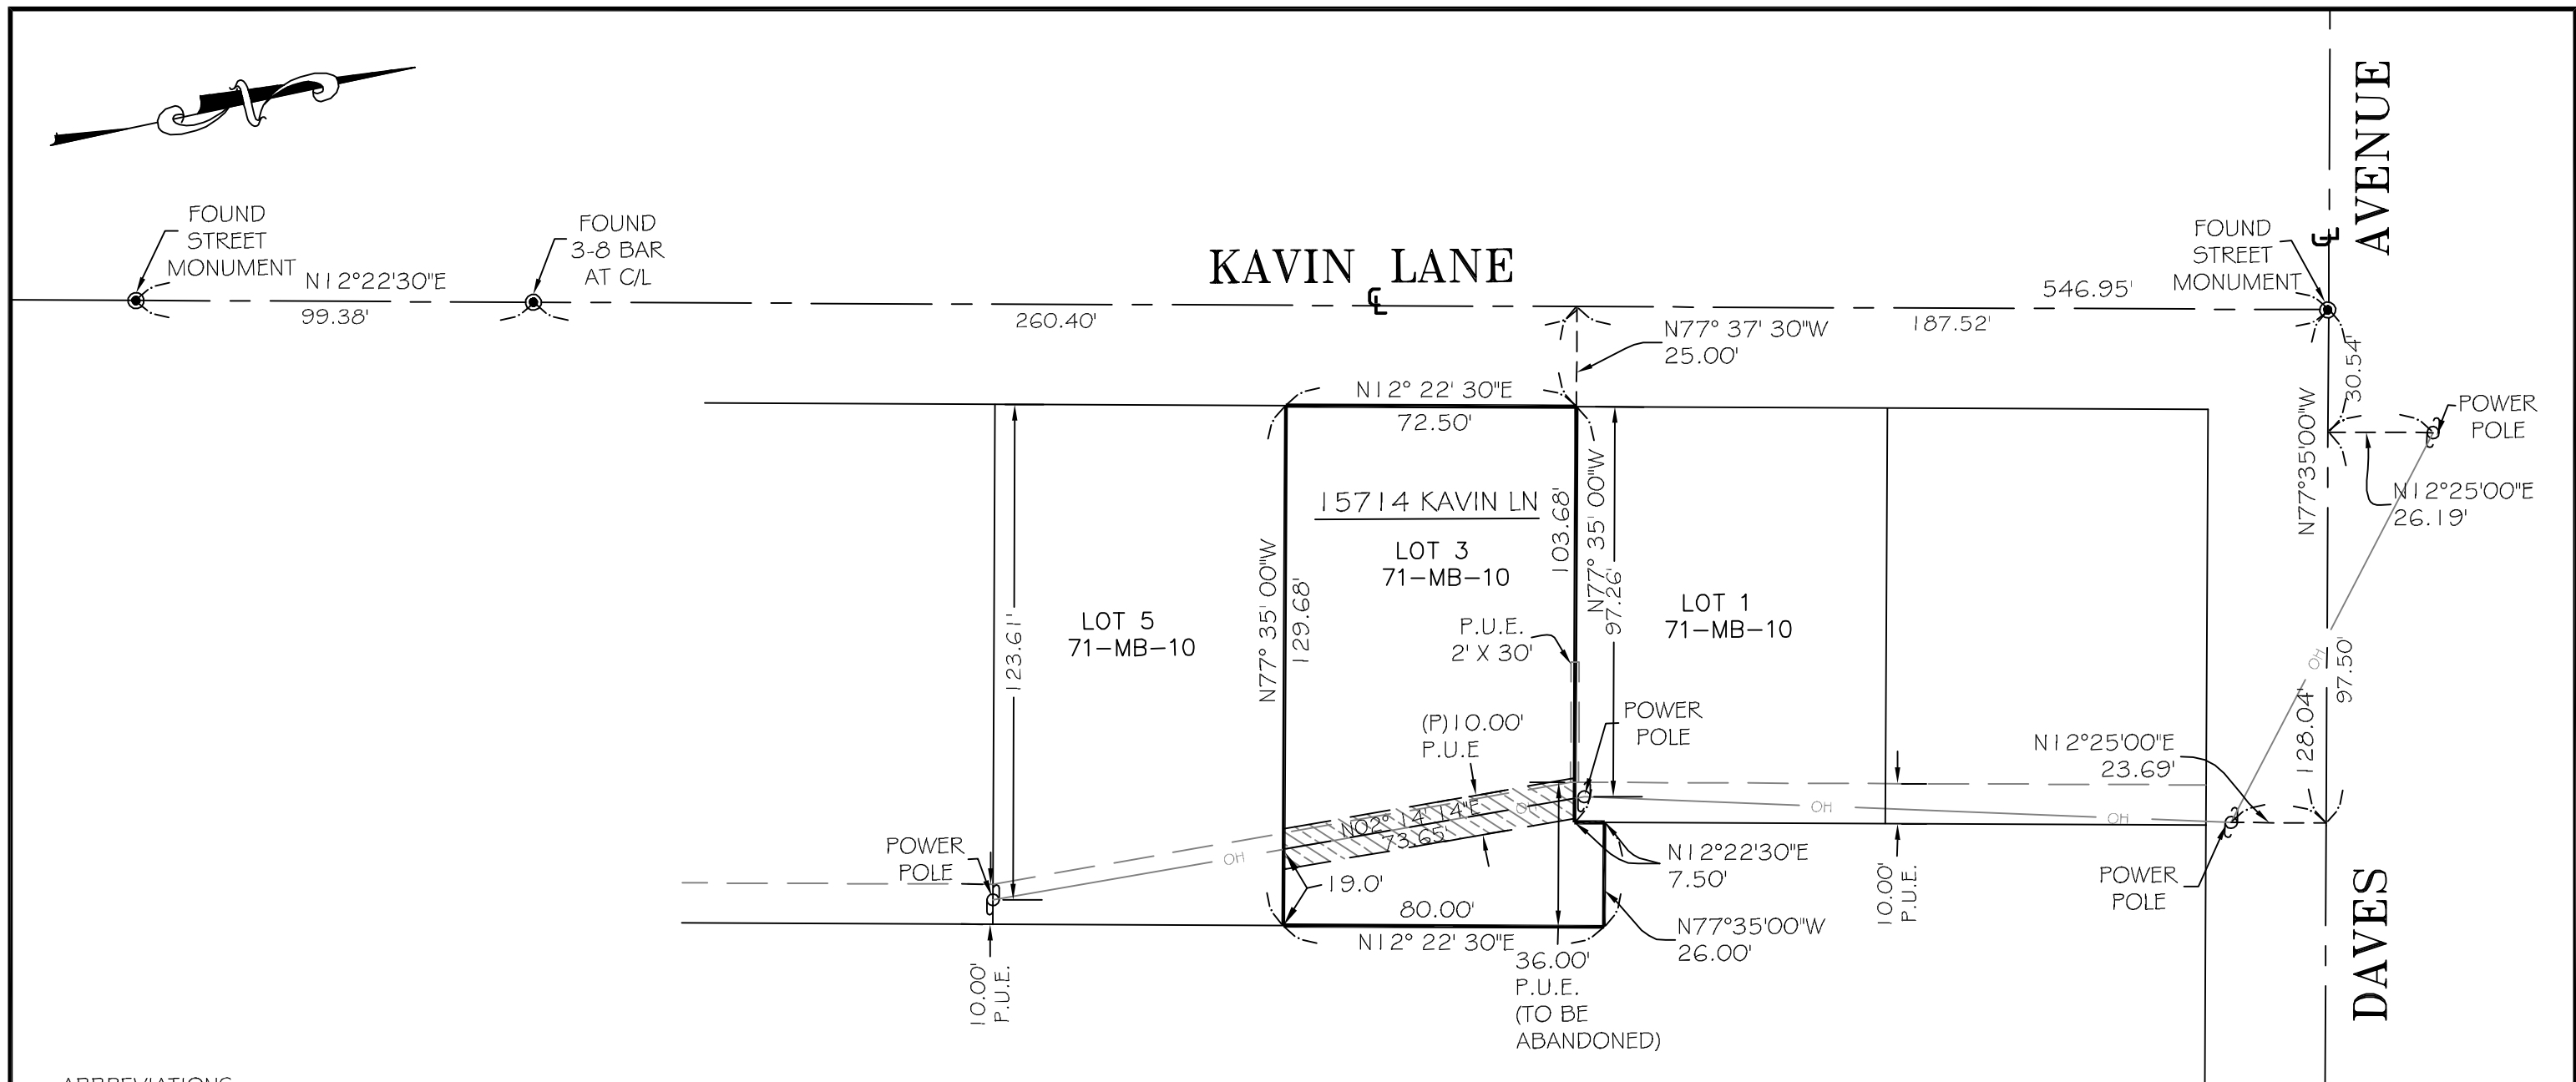 AVENUE
FOUND
STREET
MONUMENT
N12°22'30"E
99.38'
FOUND
3-8 BAR
AT C/L
KAVIN LANE
260.40'
546.95'
187.52'
FOUND
STREET
MONUMENT
N77° 37' 30"W
25.00'
30.54'
N77°35'00"W
POWER
POLE
N12°25'00"E
26.19'
N12° 22' 30"E
72.50'
15714 KAVIN LN
LOT 3
71-MB-10
103.68'
N77° 35' 00"W
97.26'
N77° 35' 00"W
129.68'
123.61'
LOT 5
71-MB-10
LOT 1
71-MB-10
P.U.E.
2' X 30'
(P)10.00'
P.U.E
POWER
POLE
OH
97.50'
128.04'
N12°25'00"E
23.69'
N02° 14' 14"E
73.65'
OH
OH
OH
OH
POWER
POLE
19.0'
80.00'
N12° 22' 30"E
N12°22'30"E
7.50'
N77°35'00"W
26.00'
36.00'
P.U.E.
(TO BE
ABANDONED)
10.00'
P.U.E.
10.00'
P.U.E.
POWER
POLE
DAVES
ABBREVIATIONS